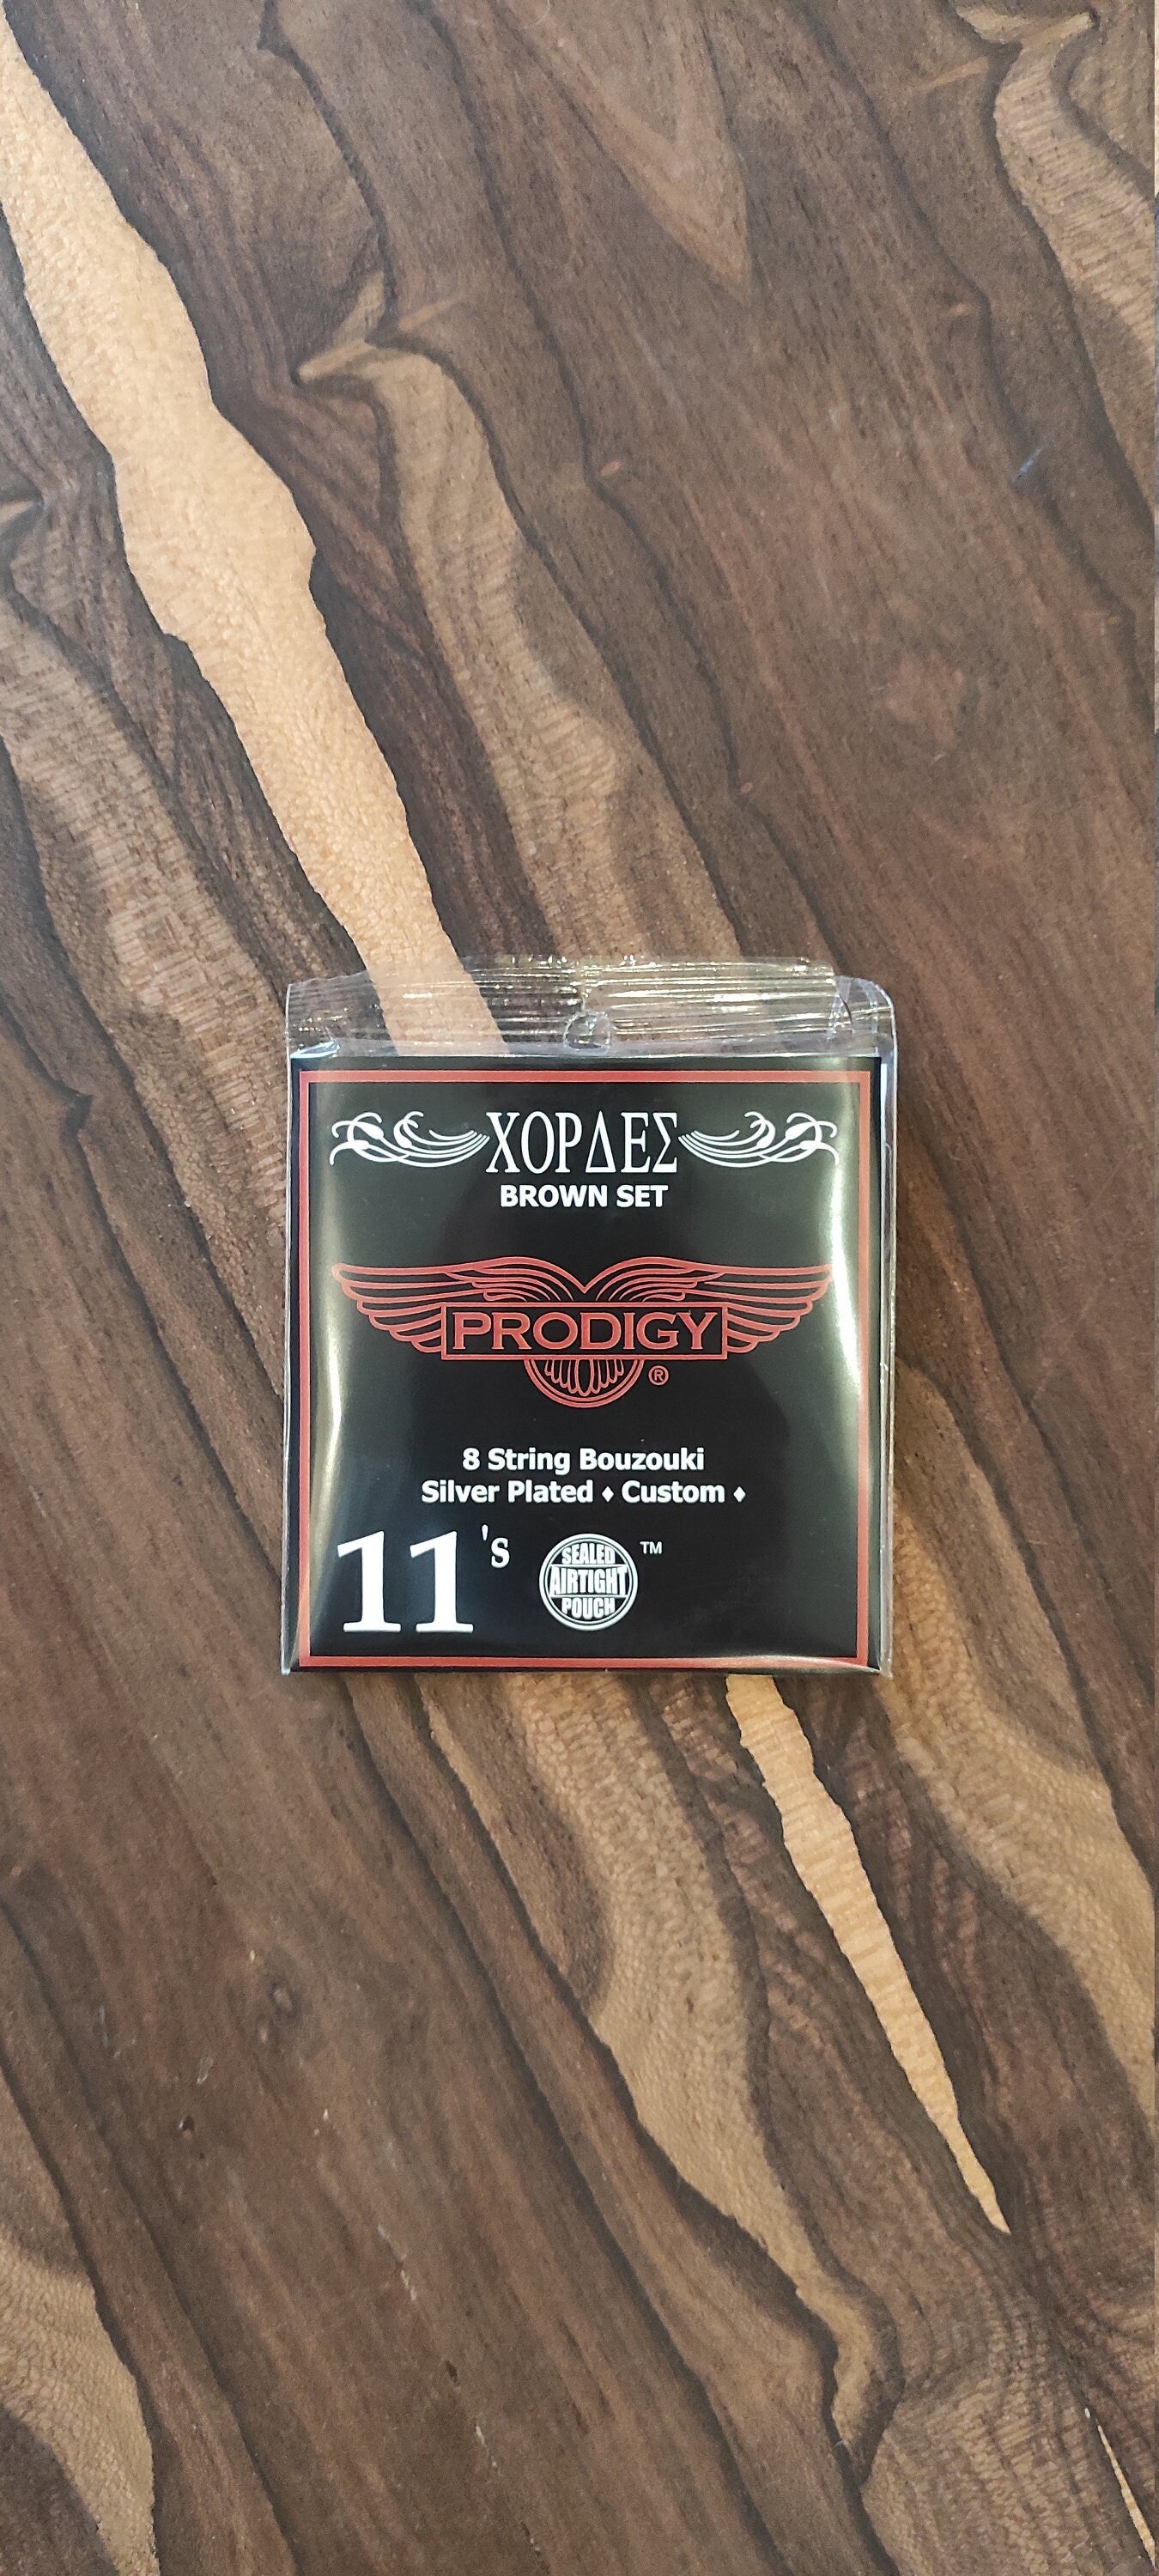 ΧΟΡΔΕΣ
BROWN SET
PRODIGY
®
8 String Bouzouki
Silver Plated ♦ Custom ♦
11's
SEALED
AIRTIGHT
POUCH
™